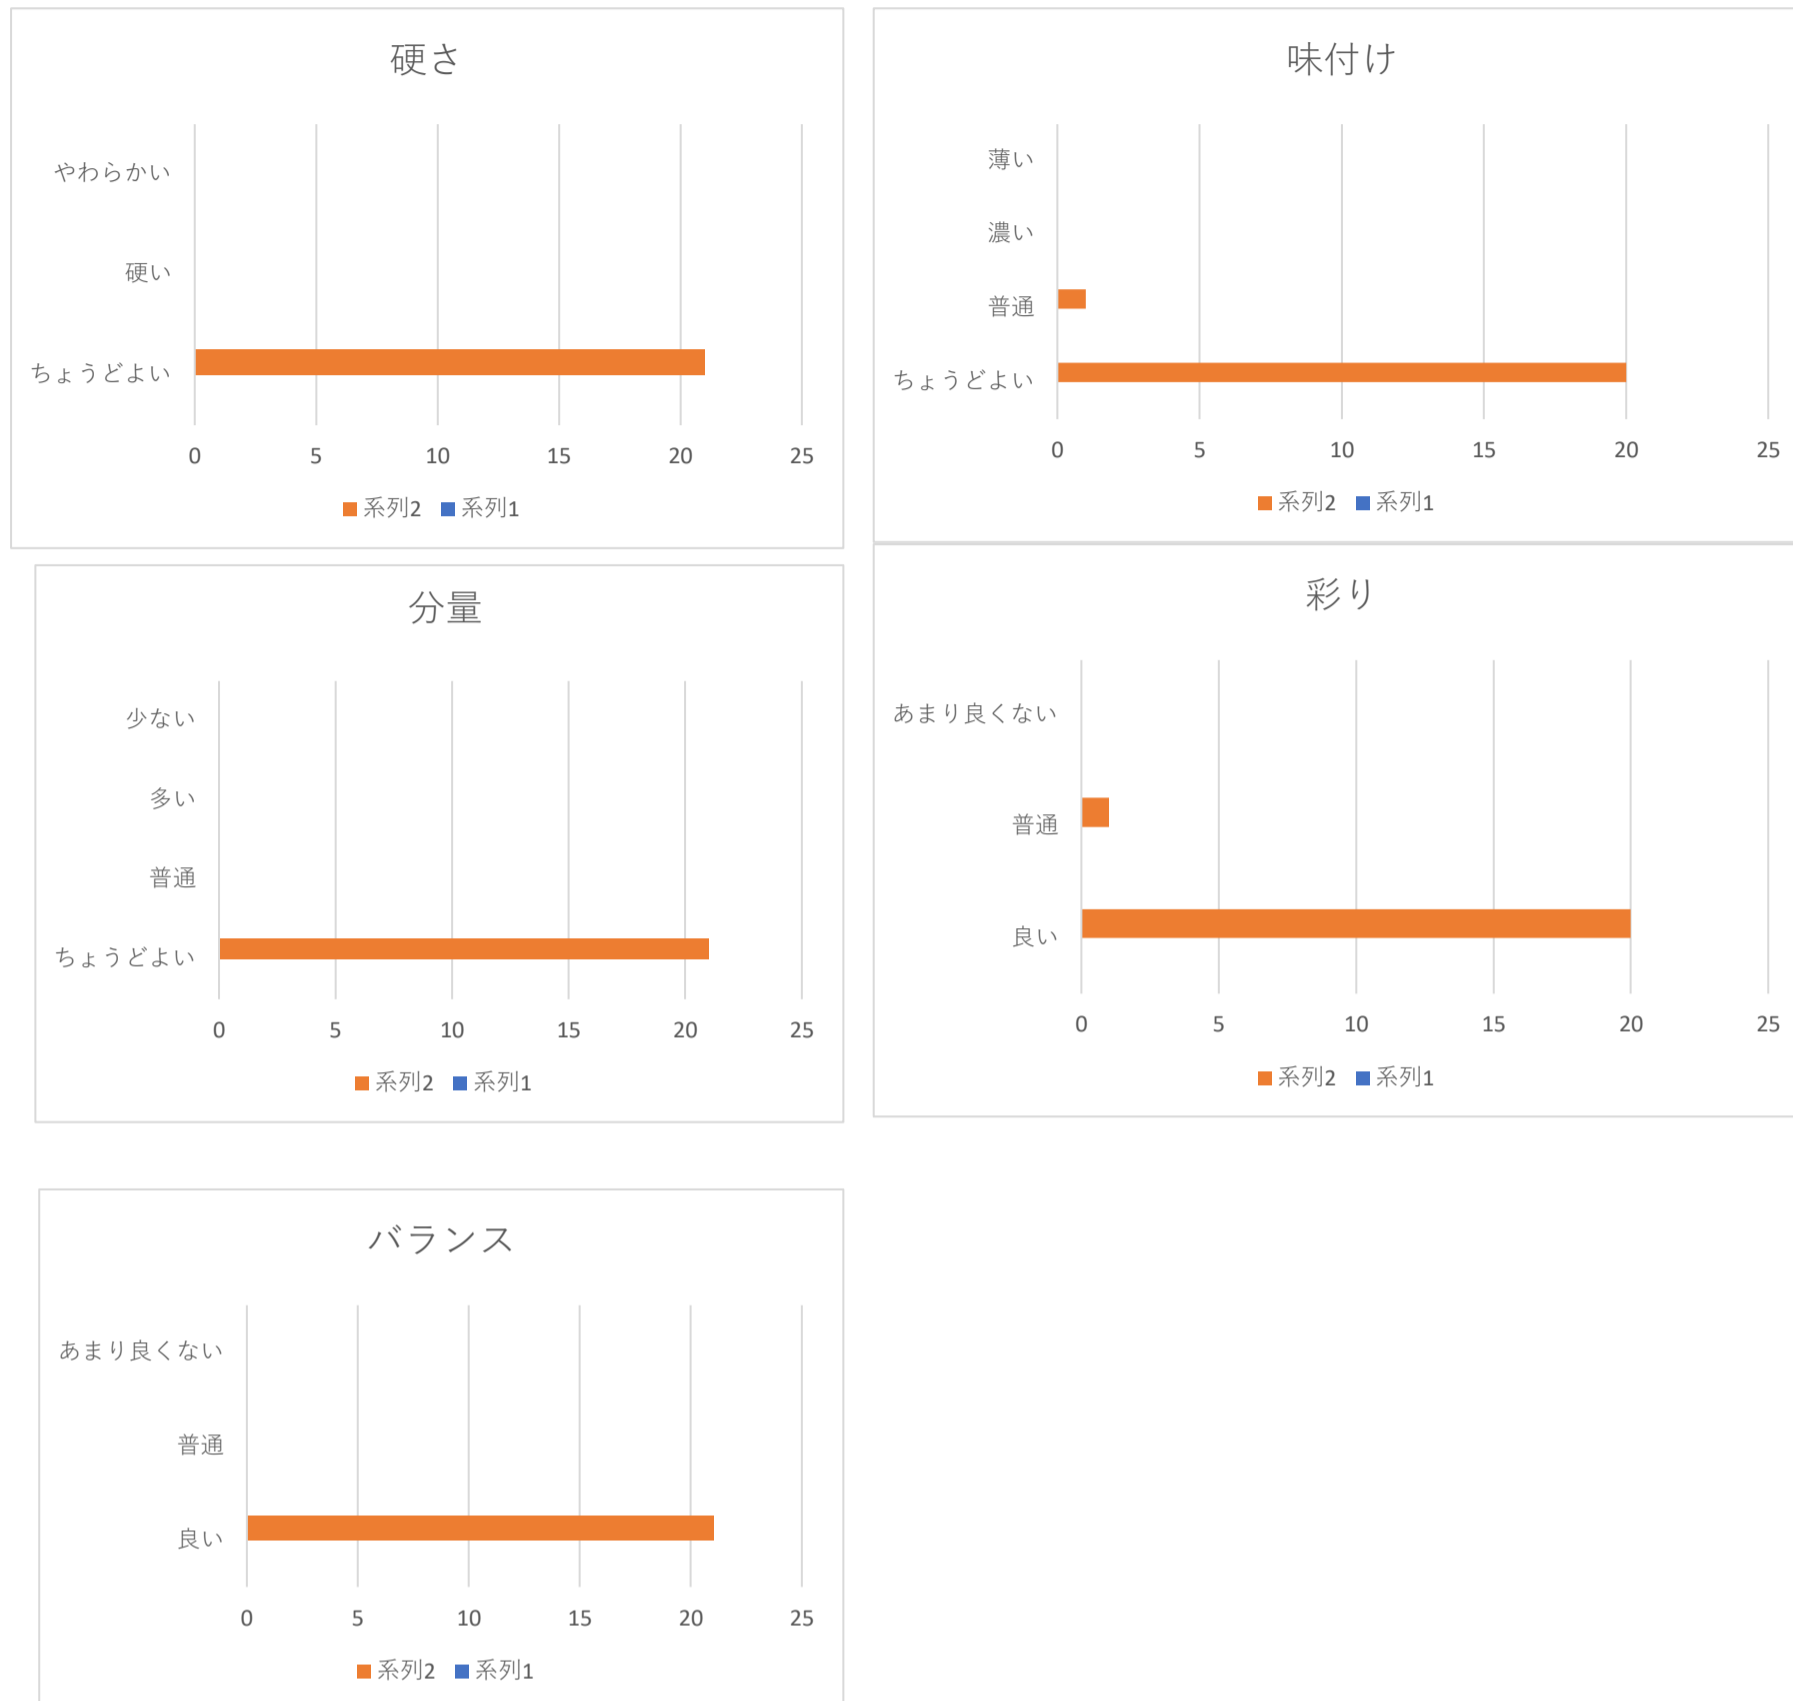 硬さ
やわらかい
硬い
ちょうどよい
0 5 10 15 20 25
系列2 系列1
味付け
薄い
濃い
普通
ちょうどよい
0 5 10 15 20 25
系列2 系列1
分量
少ない
多い
普通
ちょうどよい
0 5 10 15 20 25
系列2 系列1
彩り
あまり良くない
普通
良い
0 5 10 15 20 25
系列2 系列1
バランス
あまり良くない
普通
良い
0 5 10 15 20 25
系列2 系列1